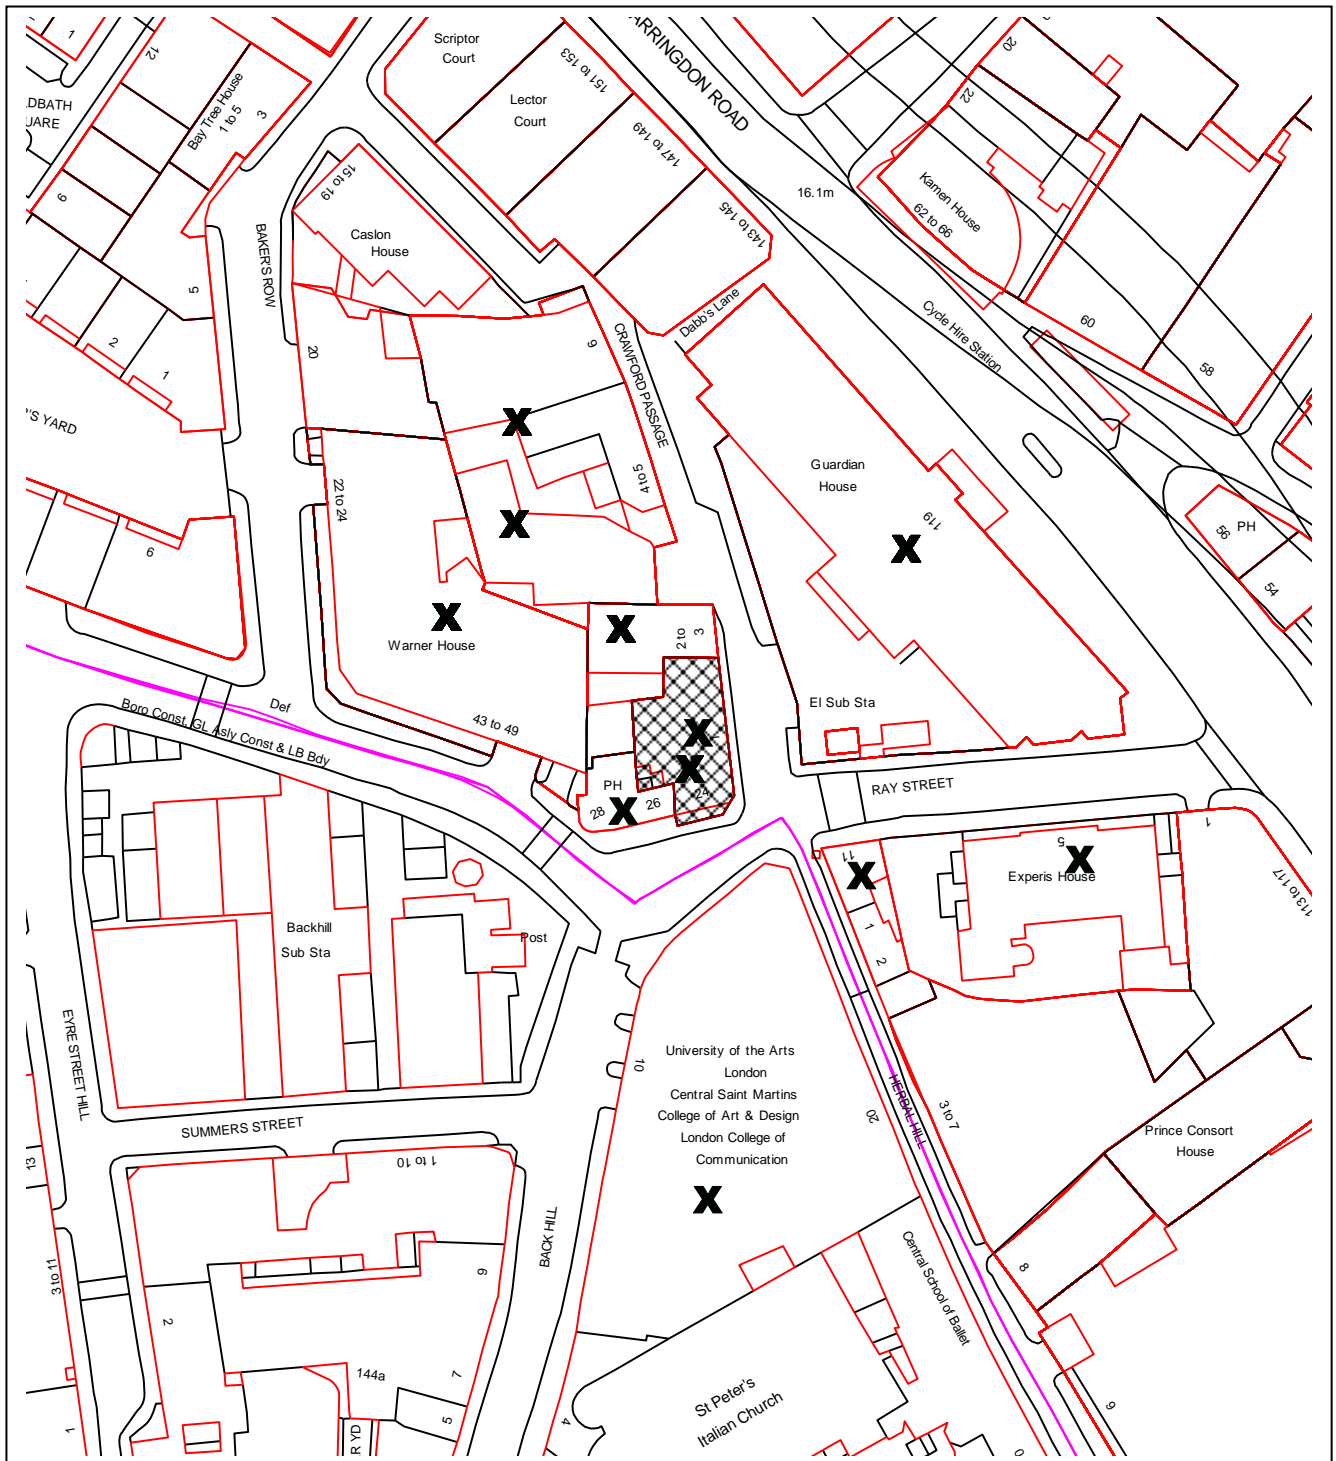 1
12
Bay Tree House
1 to 5
3
DBATH
UARE
6
Scriptor
Court
Lector
Court
151 to 153
147 to 149
143 to 145
ARRINGDON ROAD
16.1m
20
22
Kamen House
62 to 66
15 to 19
Caslon
House
BAKER'S ROW
5
2
1
20
9
CRAWFORD PASSAGE
Dabb's Lane
Cycle Hire Station
60
58
'S YARD
X
4 to 5
Guardian
House
119
X
56
PH
54
22 to 24
X
6
X
Warner House
X
2 to
3
El Sub Sta
Def
Boro Const, GL Asly Const & LB Bdy
43 to 49
X
X
PH
28
X
26
24
RAY STREET
11
X
5
X
Experis House
1
113 to 117
1
2
Backhill
Sub Sta
Post
EYRE STREET HILL
10
University of the Arts
London
Central Saint Martins
College of Art & Design
London College of
Communication
X
20
HERBAL HILL
3 to 7
Prince Consort
House
SUMMERS STREET
13
1 to 10
BACK HILL
3 to 11
2
9
Central School of Ballet
8
144a
7
5
R YD
4
St Peter's
Italian Church
9
1
0